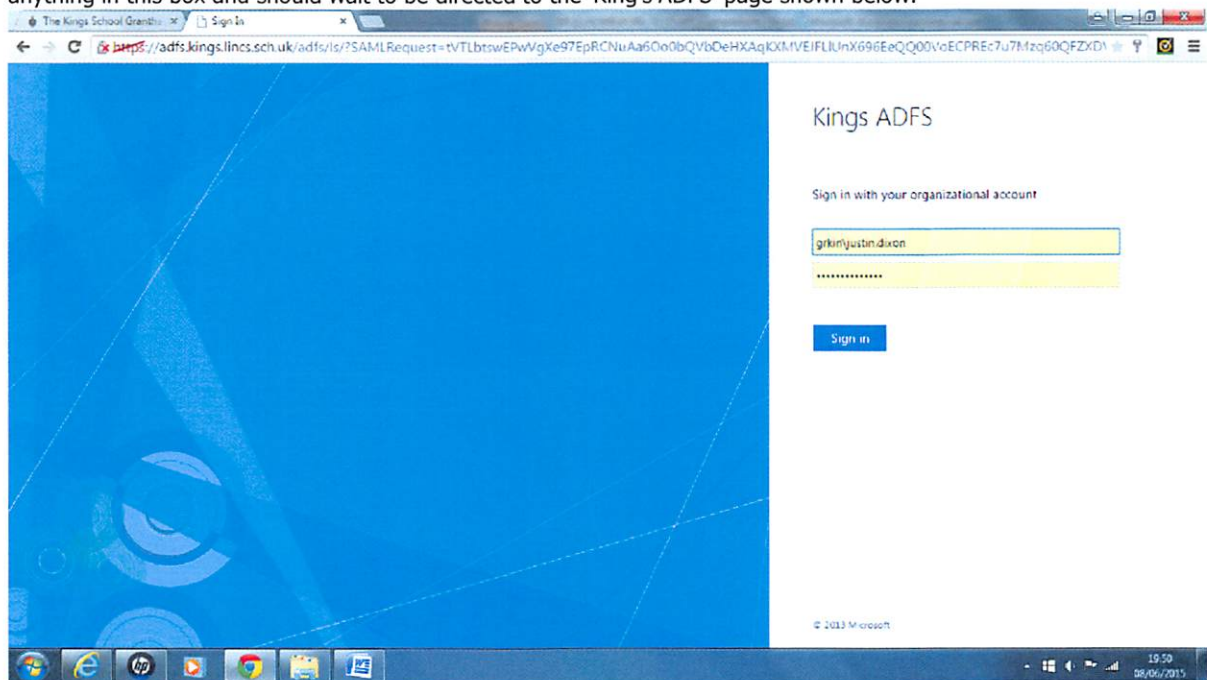 anything in this box and should wait to be directed to the 'King's ADFS' page shown below.
The Kings School Grantha
Sign In
https://adfs.kings.lincs.sch.uk/adfs/ls/?SAMLRequest=
Kings ADFS
Sign in with your organizational account
grkin\justin.dixon
••••••••••••••
Sign in
© 2013 Microsoft
19:50
08/06/2015